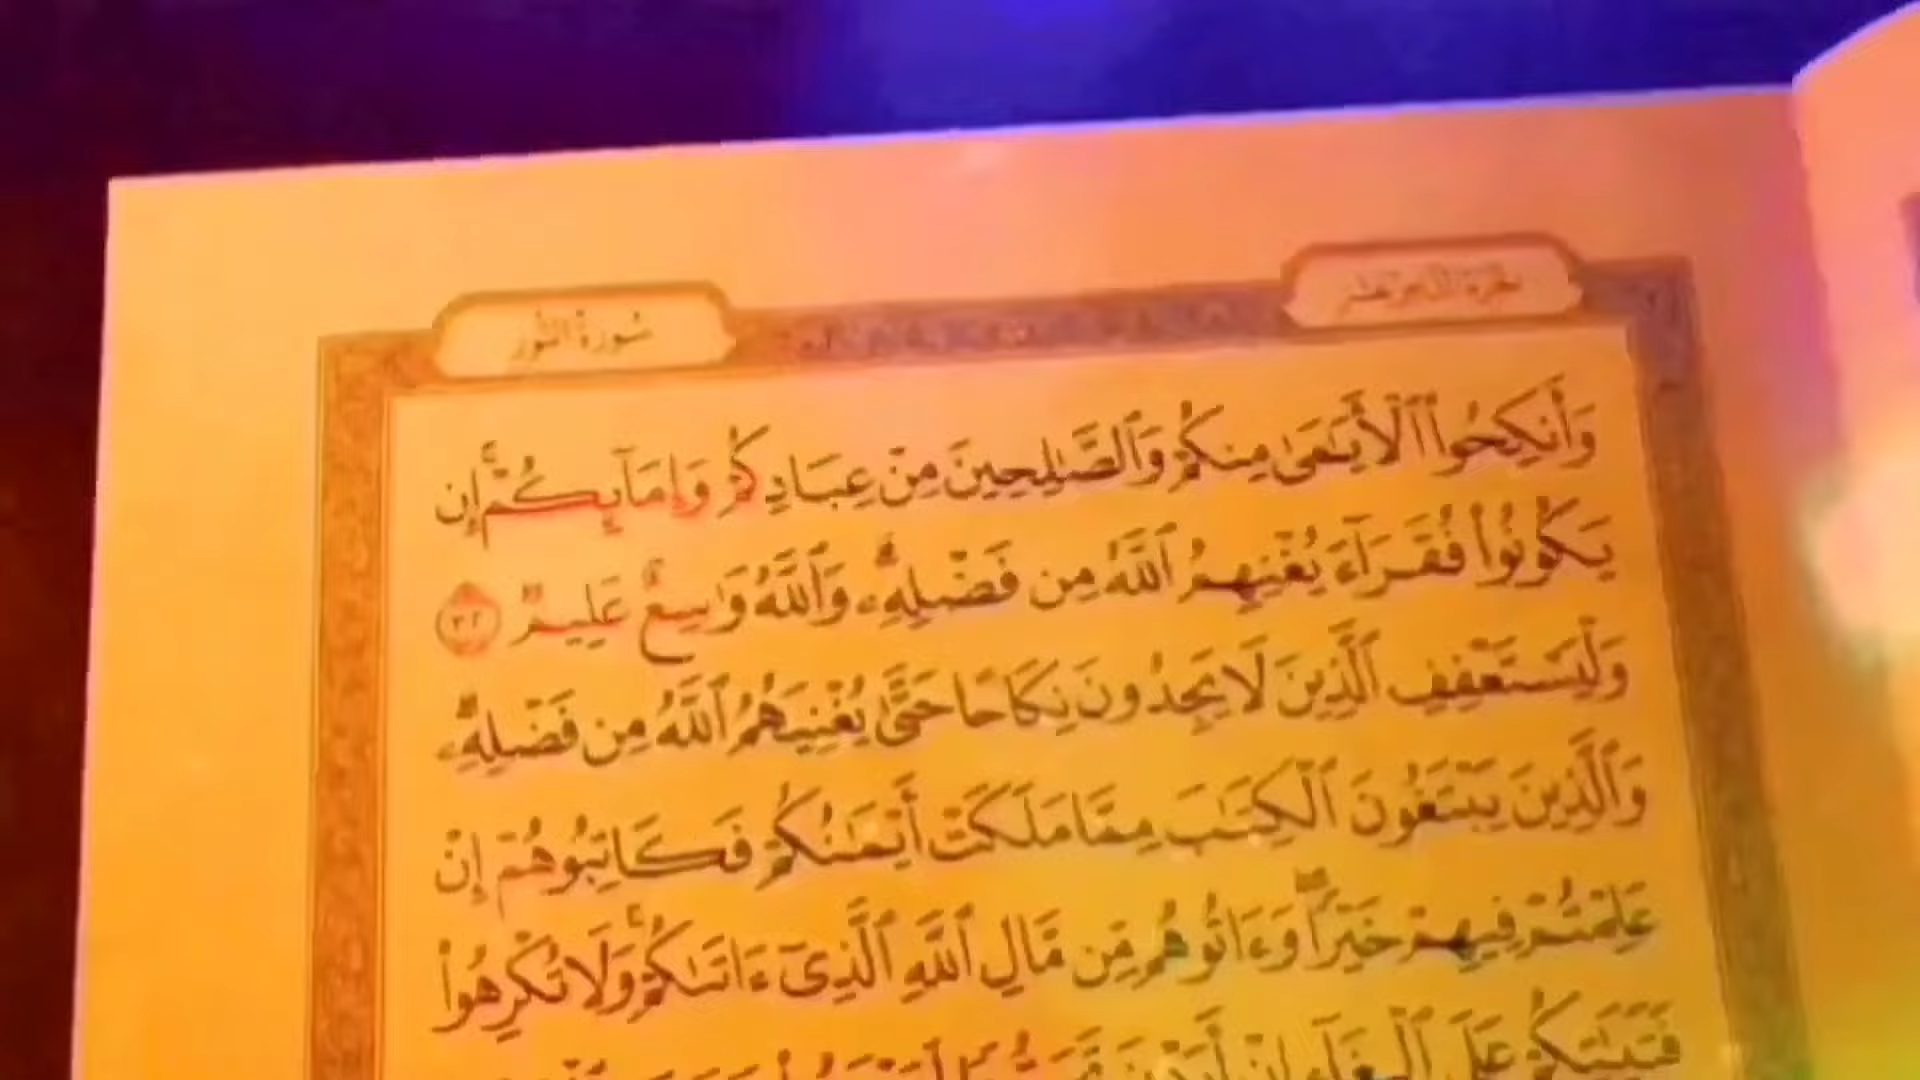 سُورَةُ النُّورِ
وَأَنكِحُوا۟ ٱلْأَيَـٰمَىٰ مِنكُمْ وَٱلصَّـٰلِحِينَ مِنْ عِبَادِكُمْ وَإِمَآئِكُمْ ۚ إِن
يَكُونُوا۟ فُقَرَآءَ يُغْنِهِمُ ٱللَّهُ مِن فَضْلِهِۦ ۗ وَٱللَّهُ وَٰسِعٌ عَلِيمٌ ٣٢
وَلْيَسْتَعْفِفِ ٱلَّذِينَ لَا يَجِدُونَ نِكَاحًا حَتَّىٰ يُغْنِيَهُمُ ٱللَّهُ مِن فَضْلِهِۦ ۗ
وَٱلَّذِينَ يَبْتَغُونَ ٱلْكِتَـٰبَ مِمَّا مَلَكَتْ أَيْمَـٰنُكُمْ فَكَاتِبُوهُمْ إِنْ
عَلِمْتُمْ فِيهِمْ خَيْرًا ۖ وَءَاتُوهُم مِّن مَّالِ ٱللَّهِ ٱلَّذِىٓ ءَاتَىٰكُمْ ۚ وَلَا تُكْرِهُوا۟
فَتَيَـٰتِكُمْ عَلَى ٱلْبِغَآءِ إِنْ أَرَدْنَ